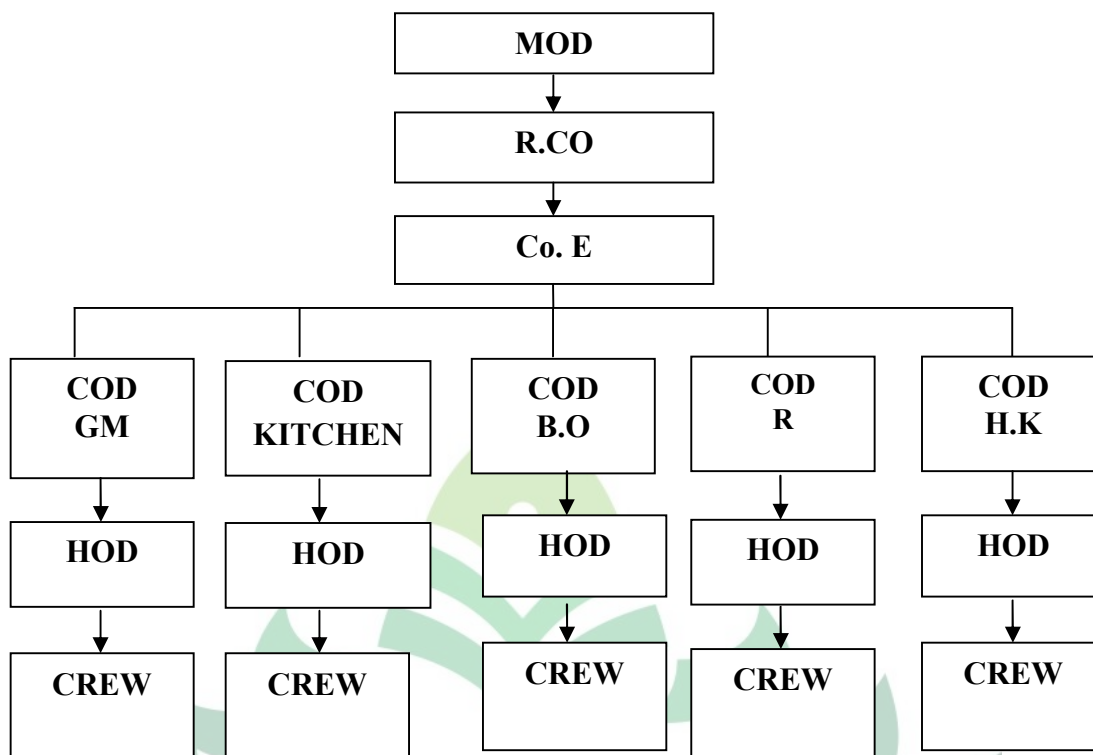 MOD
R.CO
Co. E
COD
GM
COD
KITCHEN
COD
B.O
COD
R
COD
H.K
HOD
HOD
HOD
HOD
HOD
CREW
CREW
CREW
CREW
CREW